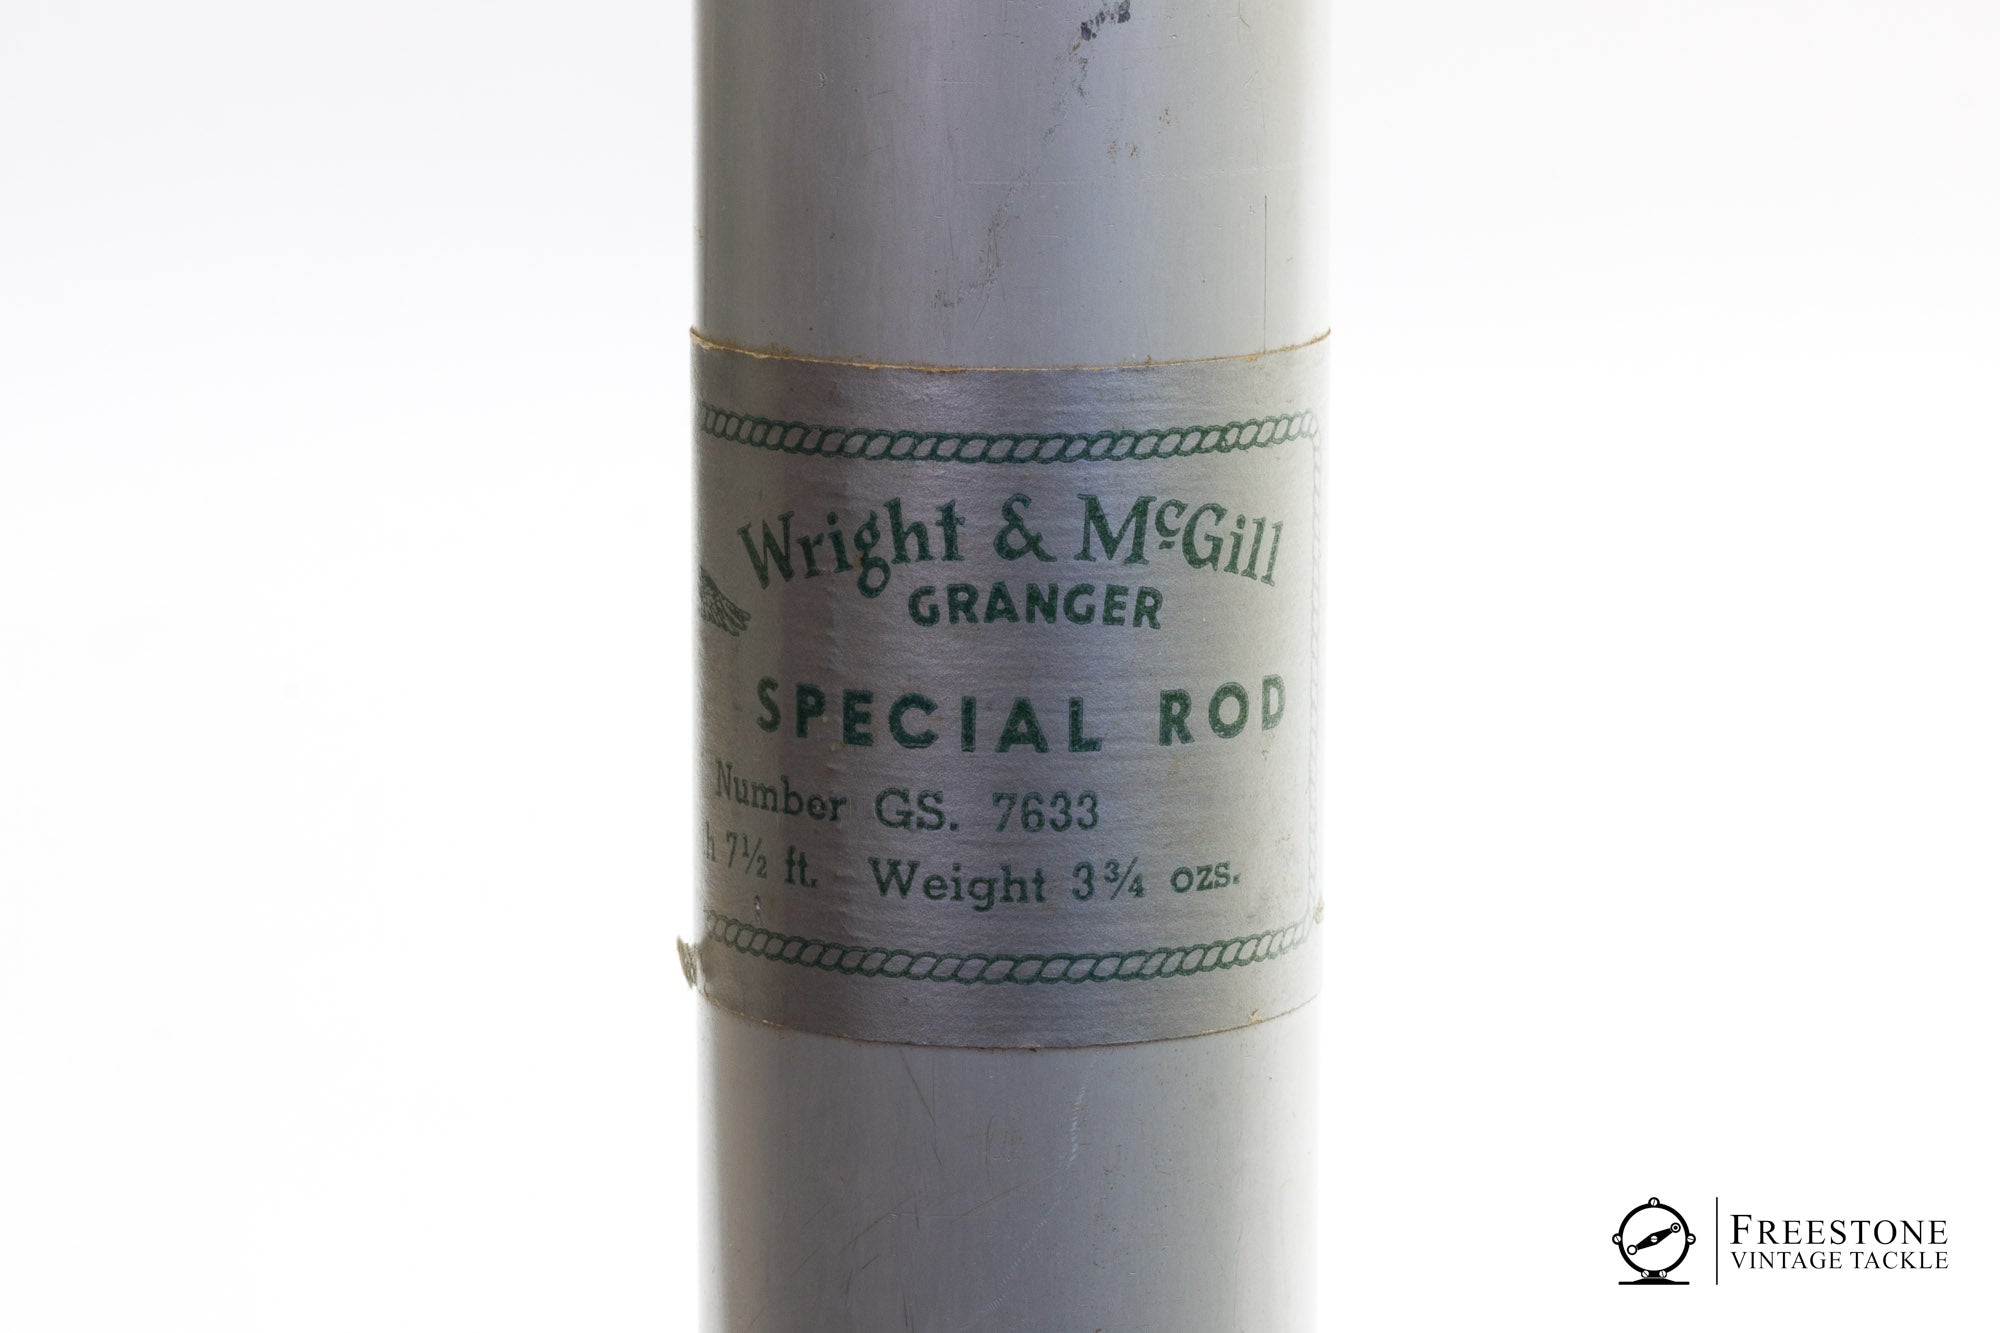 Wright & McGill
GRANGER
SPECIAL ROD
Number GS. 7633
h 7½ ft. Weight 3¾ ozs.
FREESTONE
VINTAGE TACKLE